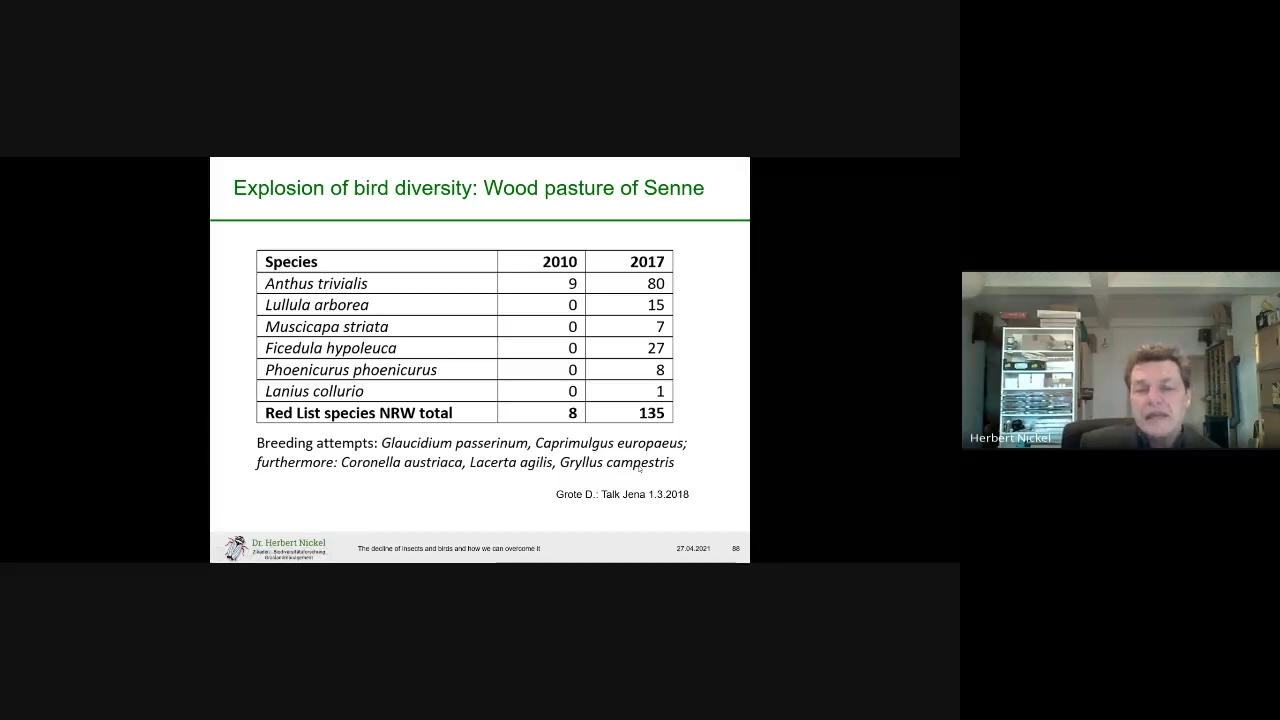 Explosion of bird diversity: Wood pasture of Senne
Species 2010 2017
Anthus trivialis 9 80
Lullula arborea 0 15
Muscicapa striata 0 7
Ficedula hypoleuca 0 27
Phoenicurus phoenicurus 0 8
Lanius collurio 0 1
Red List species NRW total 8 135
Breeding attempts: Glaucidium passerinum, Caprimulgus europaeus;
furthermore: Coronella austriaca, Lacerta agilis, Gryllus campestris
Grote D.: Talk Jena 1.3.2018
Dr. Herbert Nickel
Zikaden - Biodiversitätsforschung
Graslandmanagement
The decline of insects and birds and how we can overcome it
27.04.2021 88
Herbert Nickel